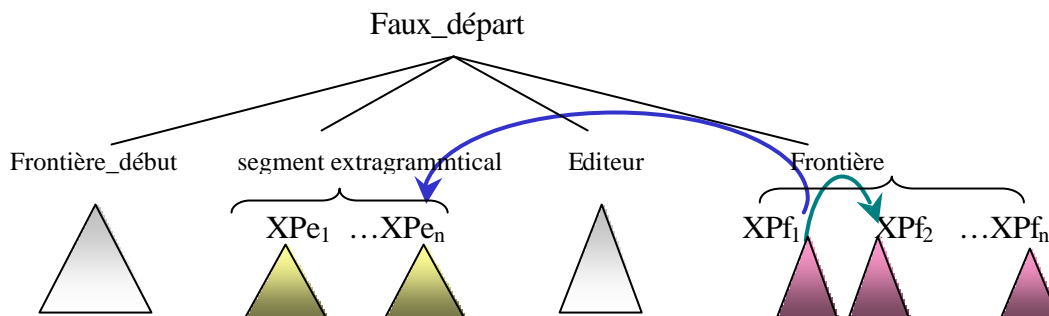 Faux_départ
Frontière_début segment extragrammtical Editeur Frontière
XPe1 …XPen XPf1 XPf2 …XPfn